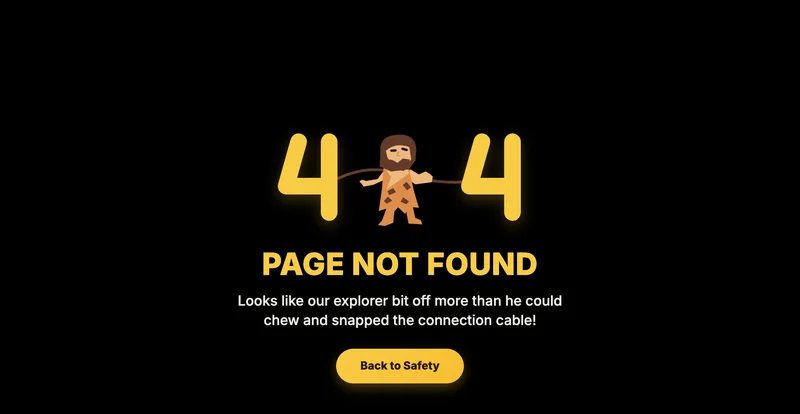 4 4
PAGE NOT FOUND
Looks like our explorer bit off more than he could
chew and snapped the connection cable!
Back to Safety